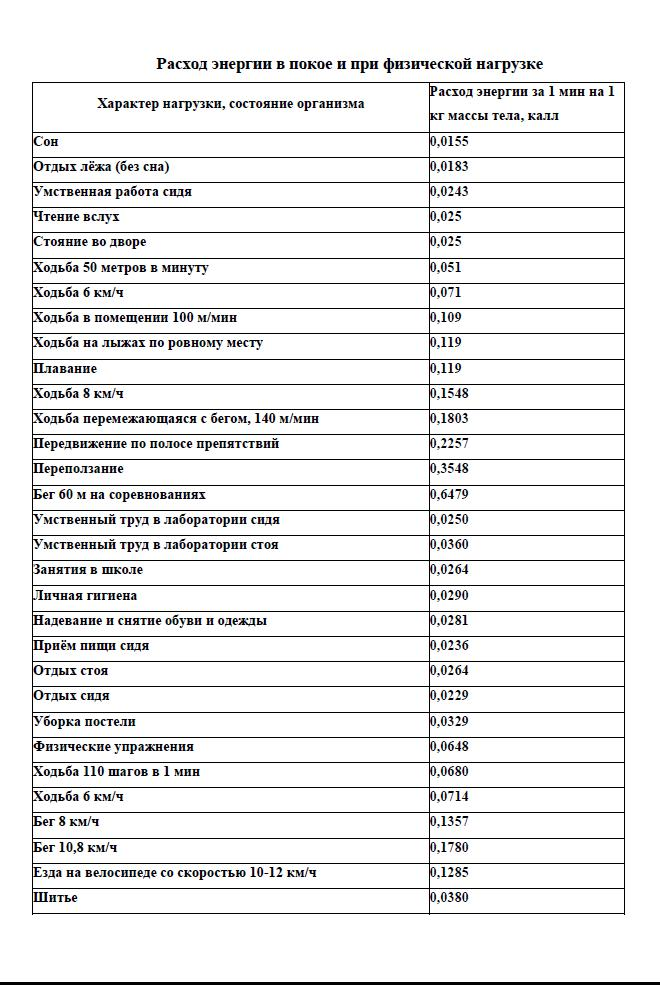 Расход энергии в покое и при физической нагрузке
Характер нагрузки, состояние организма
Расход энергии за 1 мин на 1
кг массы тела, калл
Сон 0,0155
Отдых лёжа (без сна) 0,0183
Умственная работа сидя 0,0243
Чтение вслух 0,025
Стояние во дворе 0,025
Ходьба 50 метров в минуту 0,051
Ходьба 6 км/ч 0,071
Ходьба в помещении 100 м/мин 0,109
Ходьба на лыжах по ровному месту 0,119
Плавание 0,119
Ходьба 8 км/ч 0,1548
Ходьба перемежающаяся с бегом, 140 м/мин 0,1803
Передвижение по полосе препятствий 0,2257
Переползание 0,3548
Бег 60 м на соревнованиях 0,6479
Умственный труд в лаборатории сидя 0,0250
Умственный труд в лаборатории стоя 0,0360
Занятия в школе 0,0264
Личная гигиена 0,0290
Надевание и снятие обуви и одежды 0,0281
Приём пищи сидя 0,0236
Отдых стоя 0,0264
Отдых сидя 0,0229
Уборка постели 0,0329
Физические упражнения 0,0648
Ходьба 110 шагов в 1 мин 0,0680
Ходьба 6 км/ч 0,0714
Бег 8 км/ч 0,1357
Бег 10,8 км/ч 0,1780
Езда на велосипеде со скоростью 10-12 км/ч 0,1285
Шитье 0,0380